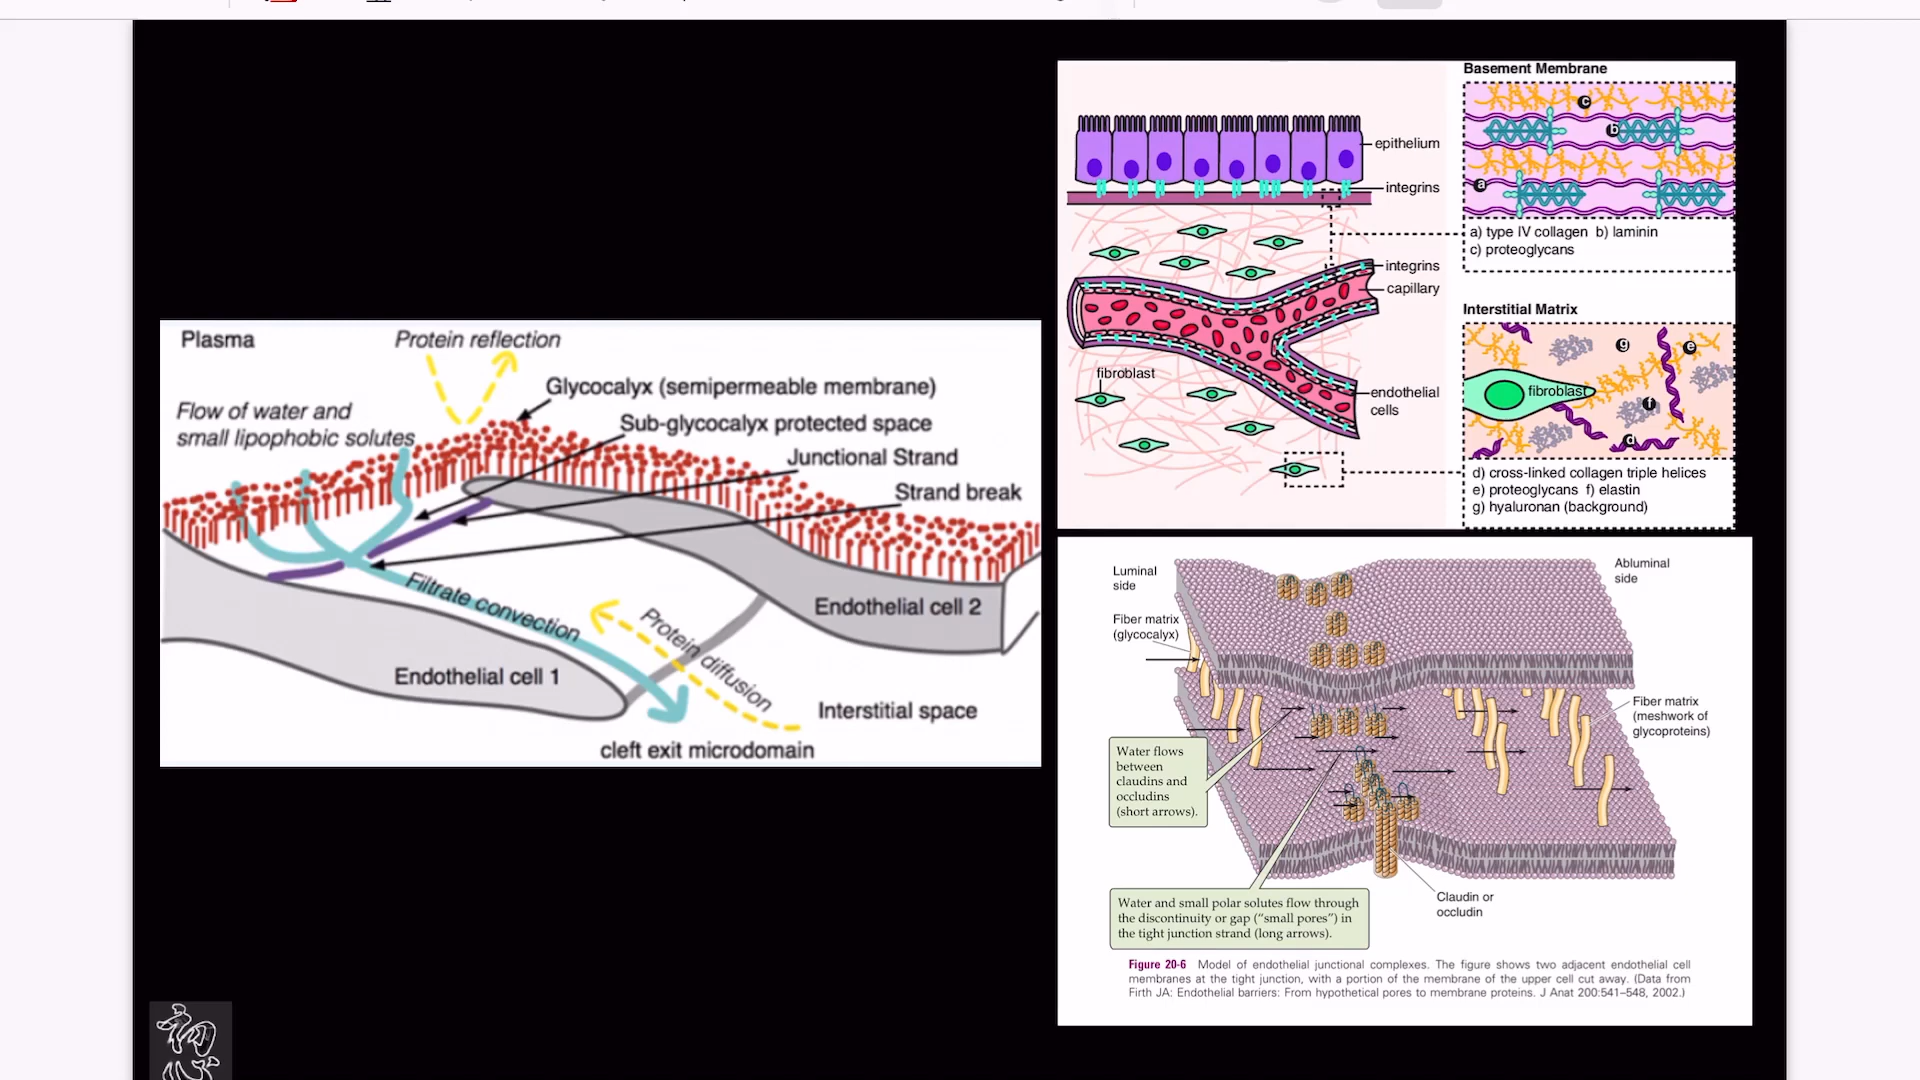 Plasma
Protein reflection
Glycocalyx (semipermeable membrane)
Flow of water and
small lipophobic solutes
Sub-glycocalyx protected space
Junctional Strand
Strand break
Filtrate convection
Protein diffusion
Endothelial cell 2
Endothelial cell 1
Interstitial space
cleft exit microdomain
epithelium
integrins
integrins
capillary
fibroblast
endothelial
cells
Basement Membrane
c
b
a
a) type IV collagen b) laminin
c) proteoglycans
Interstitial Matrix
g
e
fibroblast
f
d
d) cross-linked collagen triple helices
e) proteoglycans f) elastin
g) hyaluronan (background)
Luminal
side
Abluminal
side
Fiber matrix
(glycocalyx)
Fiber matrix
(meshwork of
glycoproteins)
Water flows
between
claudins and
occludins
(short arrows).
Water and small polar solutes flow through
the discontinuity or gap (“small pores”) in
the tight junction strand (long arrows).
Claudin or
occludin
Figure 20-6 Model of endothelial junctional complexes. The figure shows two adjacent endothelial cell
membranes at the tight junction, with a portion of the membrane of the upper cell cut away. (Data from
Firth JA: Endothelial barriers: From hypothetical pores to membrane proteins. J Anat 200:541–548, 2002.)
初